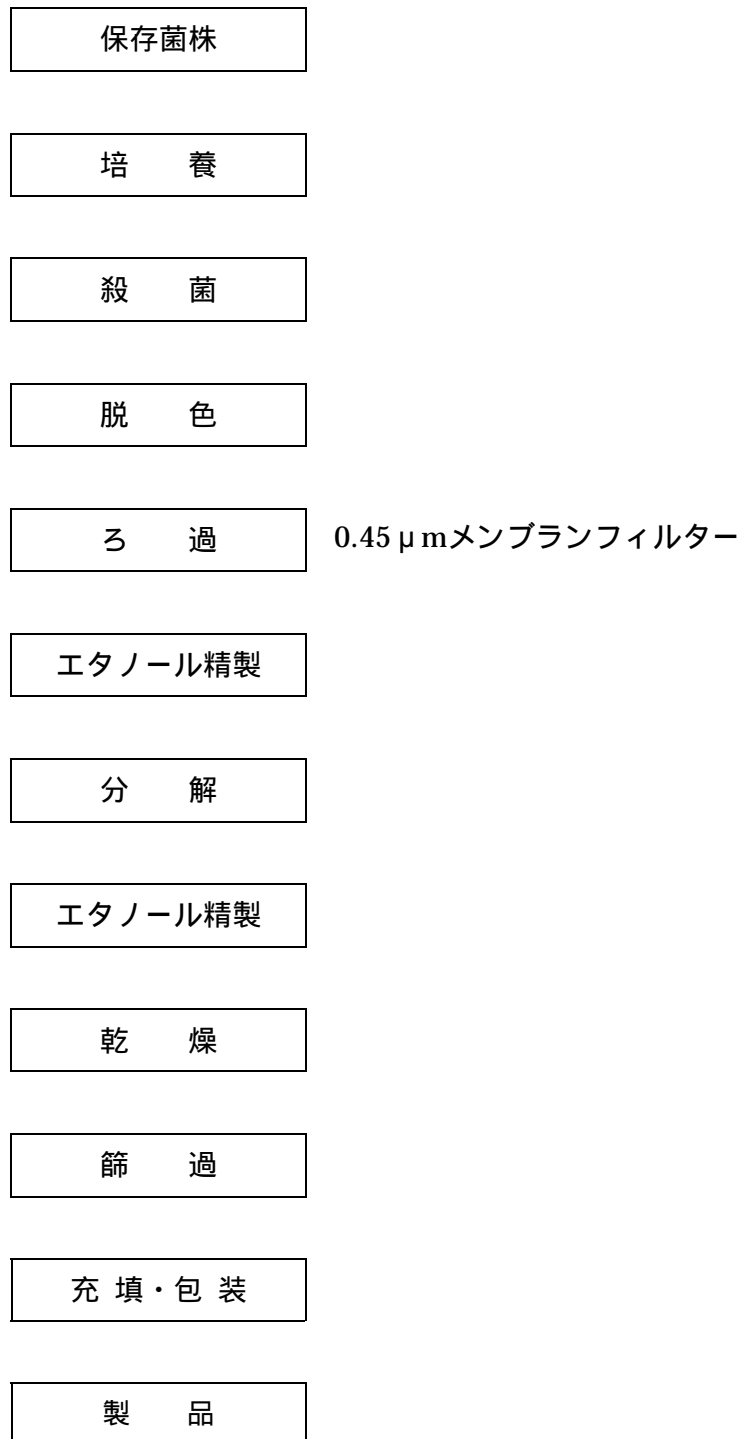 保存菌株
培　養
殺　菌
脱　色
ろ　過　0.45μmメンブランフィルター
エタノール精製
分　解
エタノール精製
乾　燥
篩　過
充 填・包 装
製　品